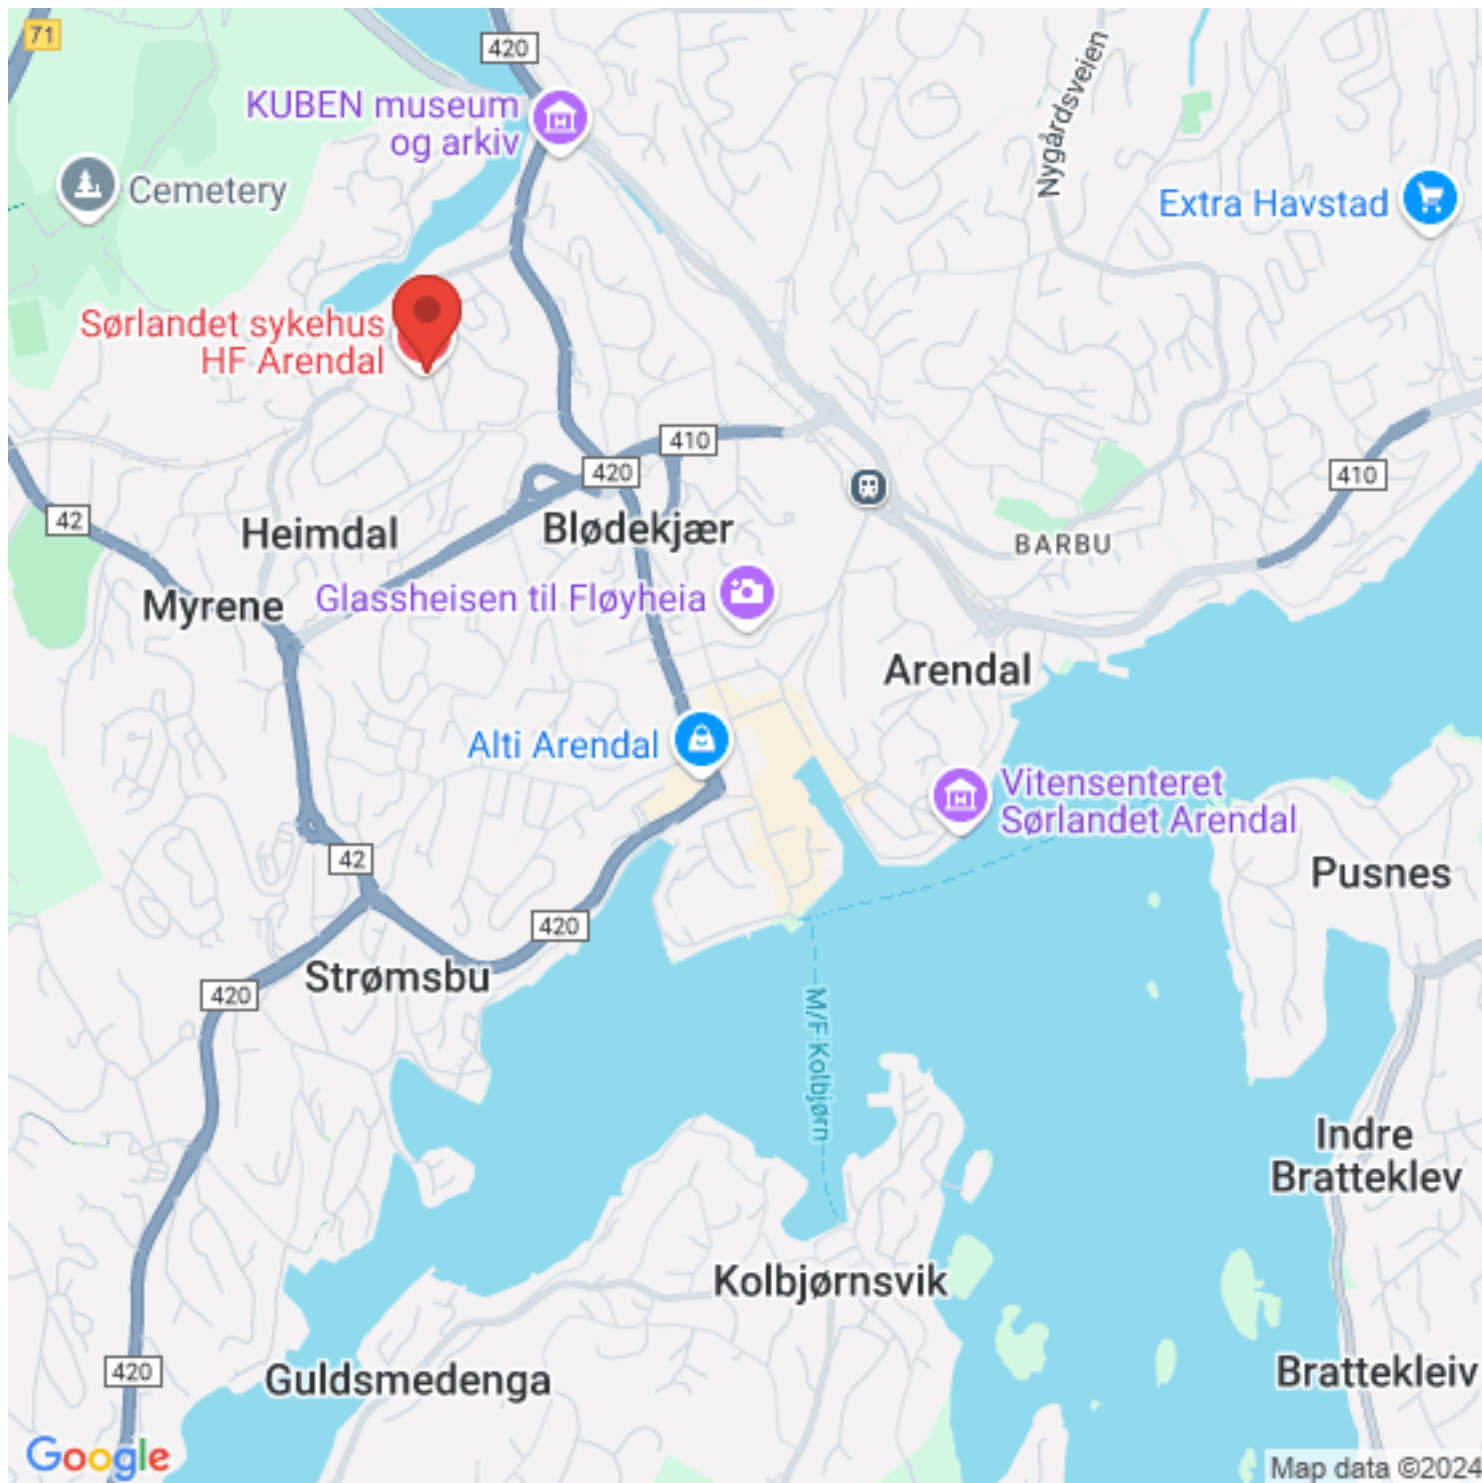 71
420
KUBEN museum
og arkiv
Nygårdsveien
Cemetery
Extra Havstad
Sørlandet sykehus
HF Arendal
410
420
410
42
Heimdal
Blødekjær
BARBU
Myrene
Glassheisen til Fløyheia
Arendal
Alti Arendal
Vitensenteret
Sørlandet Arendal
42
Pusnes
420
Strømsbu
420
M/F Kolbjørn
Indre
Bratteklev
Kolbjørnsvik
420
Guldsmedenga
Brattekleiv
Google
Map data ©2024